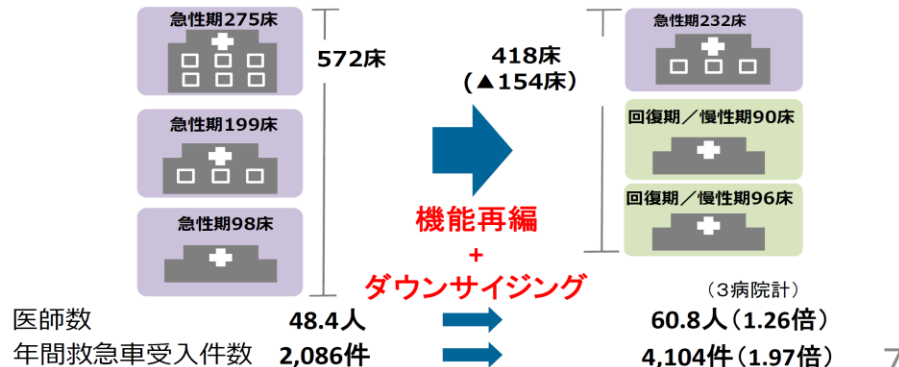 急性期275床
572床
急性期199床
急性期98床
418床
(▲154床)
機能再編
+
ダウンサイジング
急性期232床
回復期/慢性期90床
回復期/慢性期96床
(3病院計)
医師数 48.4人 60.8人(1.26倍)
年間救急車受入件数 2,086件 4,104件(1.97倍)
7